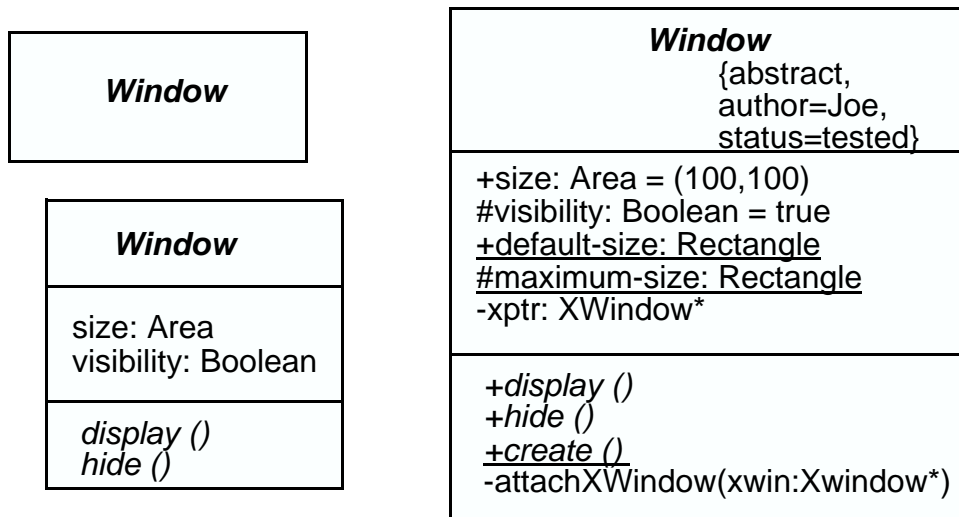 Window
Window
size: Area
visibility: Boolean
display ()
hide ()
Window
{abstract,
author=Joe,
status=tested}
+size: Area = (100,100)
#visibility: Boolean = true
+default-size: Rectangle
#maximum-size: Rectangle
-xptr: XWindow*
+display ()
+hide ()
+create ()
-attachXWindow(xwin:Xwindow*)